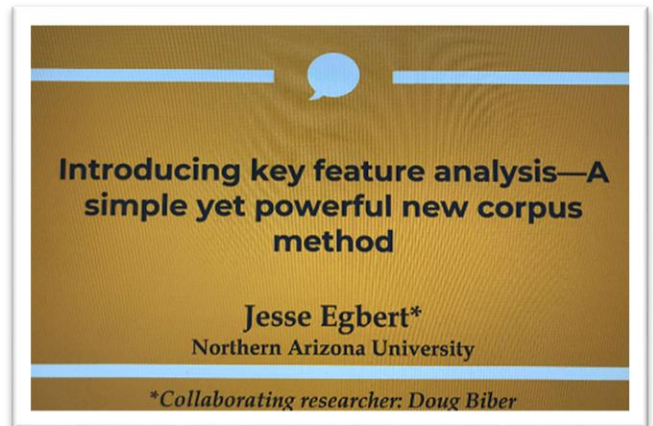 Introducing key feature analysis—A
simple yet powerful new corpus
method
Jesse Egbert*
Northern Arizona University
*Collaborating researcher: Doug Biber